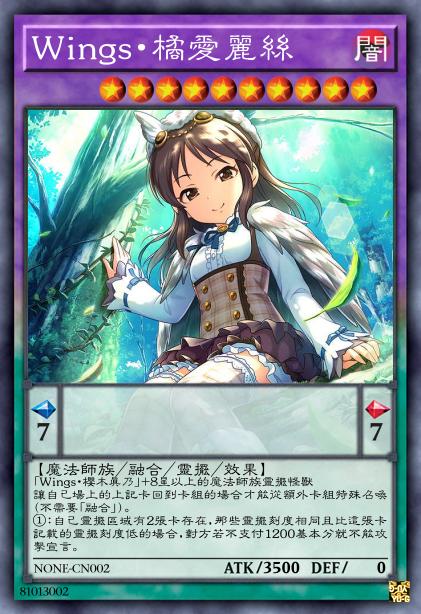 Wings・橘愛麗絲
闇
7
7
【魔法師族／融合／靈擺／效果】
「Wings・櫻木真乃」+8星以上的魔法師族靈擺怪獸
讓自己場上的上記卡回到卡組的場合才能從額外卡組特殊召喚
(不需要「融合」)。
①:自己靈擺區域有2張卡存在,那些靈擺刻度相同且比這張卡
記載的靈擺刻度低的場合,對方若不支付1200基本分就不能攻
擊宣言。
NONE-CN002
ATK/3500 DEF/ 0
81013002